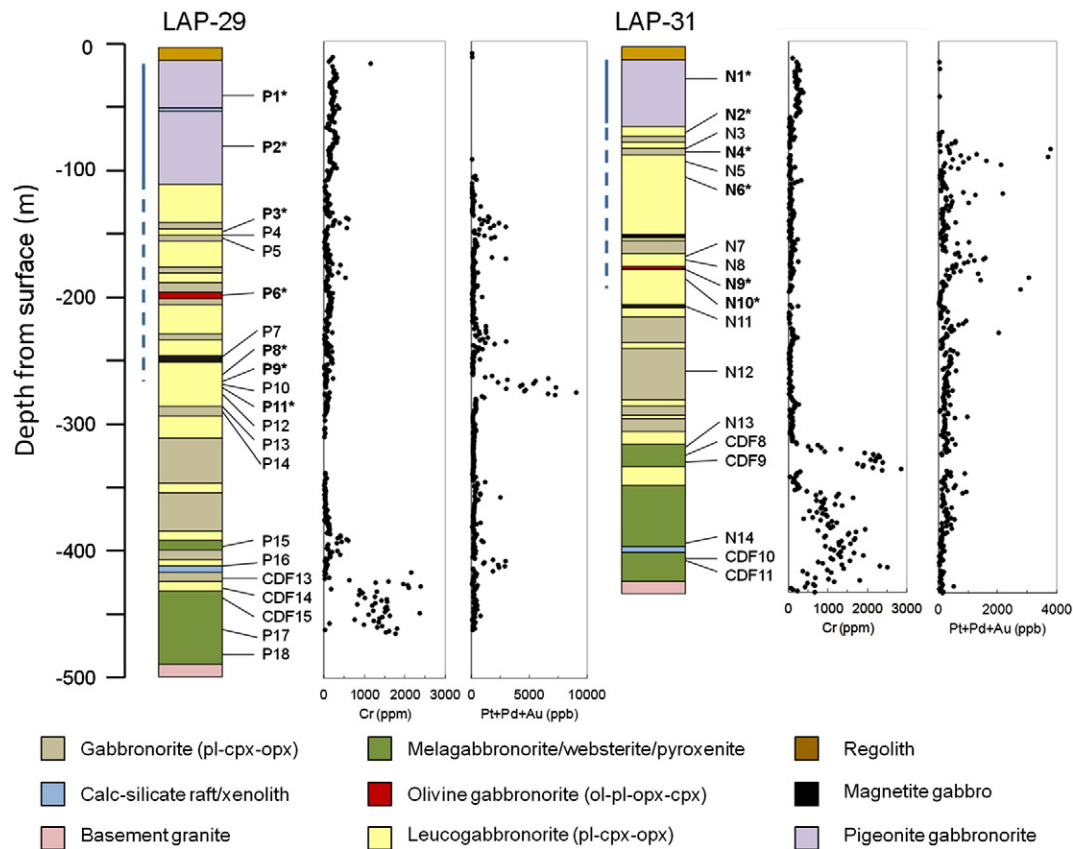 LAP-29
LAP-31
Depth from surface (m)
0
-100
-200
-300
-400
-500
P1*
P2*
P3*
P4
P5
P6*
P7
P8*
P9*
P10
P11*
P12
P13
P14
P15
P16
CDF13
CDF14
CDF15
P17
P18
0 1000 2000 3000
Cr (ppm)
0 5000 10000
Pt+Pd+Au (ppb)
N1*
N2*
N3
N4*
N5
N6*
N7
N8
N9*
N10*
N11
N12
N13
CDF8
CDF9
N14
CDF10
CDF11
0 1000 2000 3000
Cr (ppm)
0 2000 4000
Pt+Pd+Au (ppb)
Gabbronorite (pl-cpx-opx)
Melagabbronorite/websterite/pyroxenite
Regolith
Calc-silicate raft/xenolith
Olivine gabbronorite (ol-pl-opx-cpx)
Magnetite gabbro
Basement granite
Leucogabbronorite (pl-cpx-opx)
Pigeonite gabbronorite